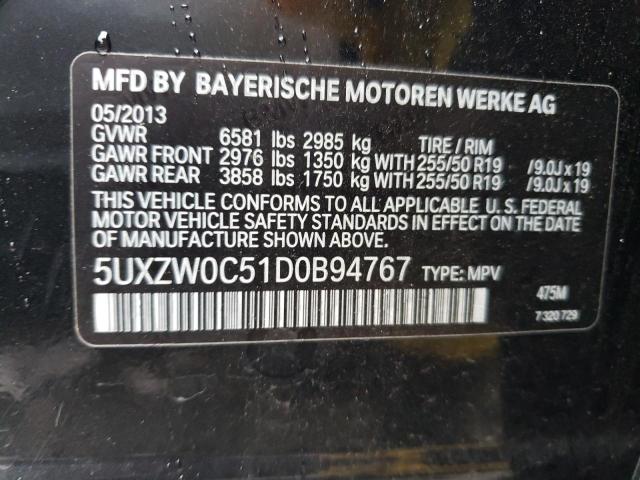 MFD BY BAYERISCHE MOTOREN WERKE AG
05/2013
GVWR 6581 lbs 2985 kg TIRE / RIM
GAWR FRONT 2976 lbs 1350 kg WITH 255/50 R19 /9.0J x 19
GAWR REAR 3858 lbs 1750 kg WITH 255/50 R19 /9.0J x 19
THIS VEHICLE CONFORMS TO ALL APPLICABLE U. S. FEDERAL
MOTOR VEHICLE SAFETY STANDARDS IN EFFECT ON THE DATE
OF MANUFACTURE SHOWN ABOVE.
5UXZW0C51D0B94767 TYPE: MPV
475M
7 320 729